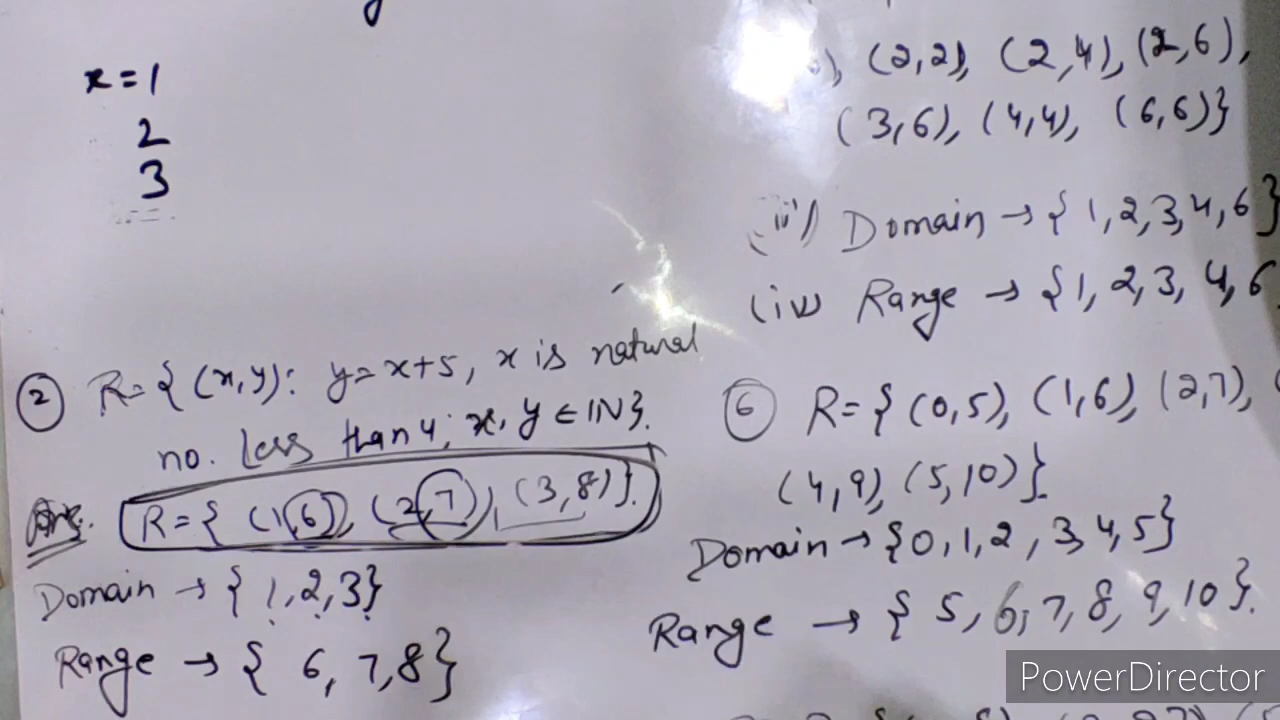 x = 1
2
3
② R = { (x,y): y = x+5, x is natural
no. less than 4; x, y ∈ IN}.
Ans. R = { (1,6), (2,7), (3,8)}.
Domain → { 1,2,3}
Range → { 6, 7,8}
), (2,2), (2,4), (2,6),
(3,6), (4,4), (6,6)}
Domain → { 1,2,3,4,6}
(iv) Range → {1, 2,3, 4,6
⑥ R = { (0,5), (1,6), (2,7),
(4,9), (5,10)}.
Domain → {0,1,2,3,4,5}
Range → { 5,6,7,8,9,10}.
PowerDirector